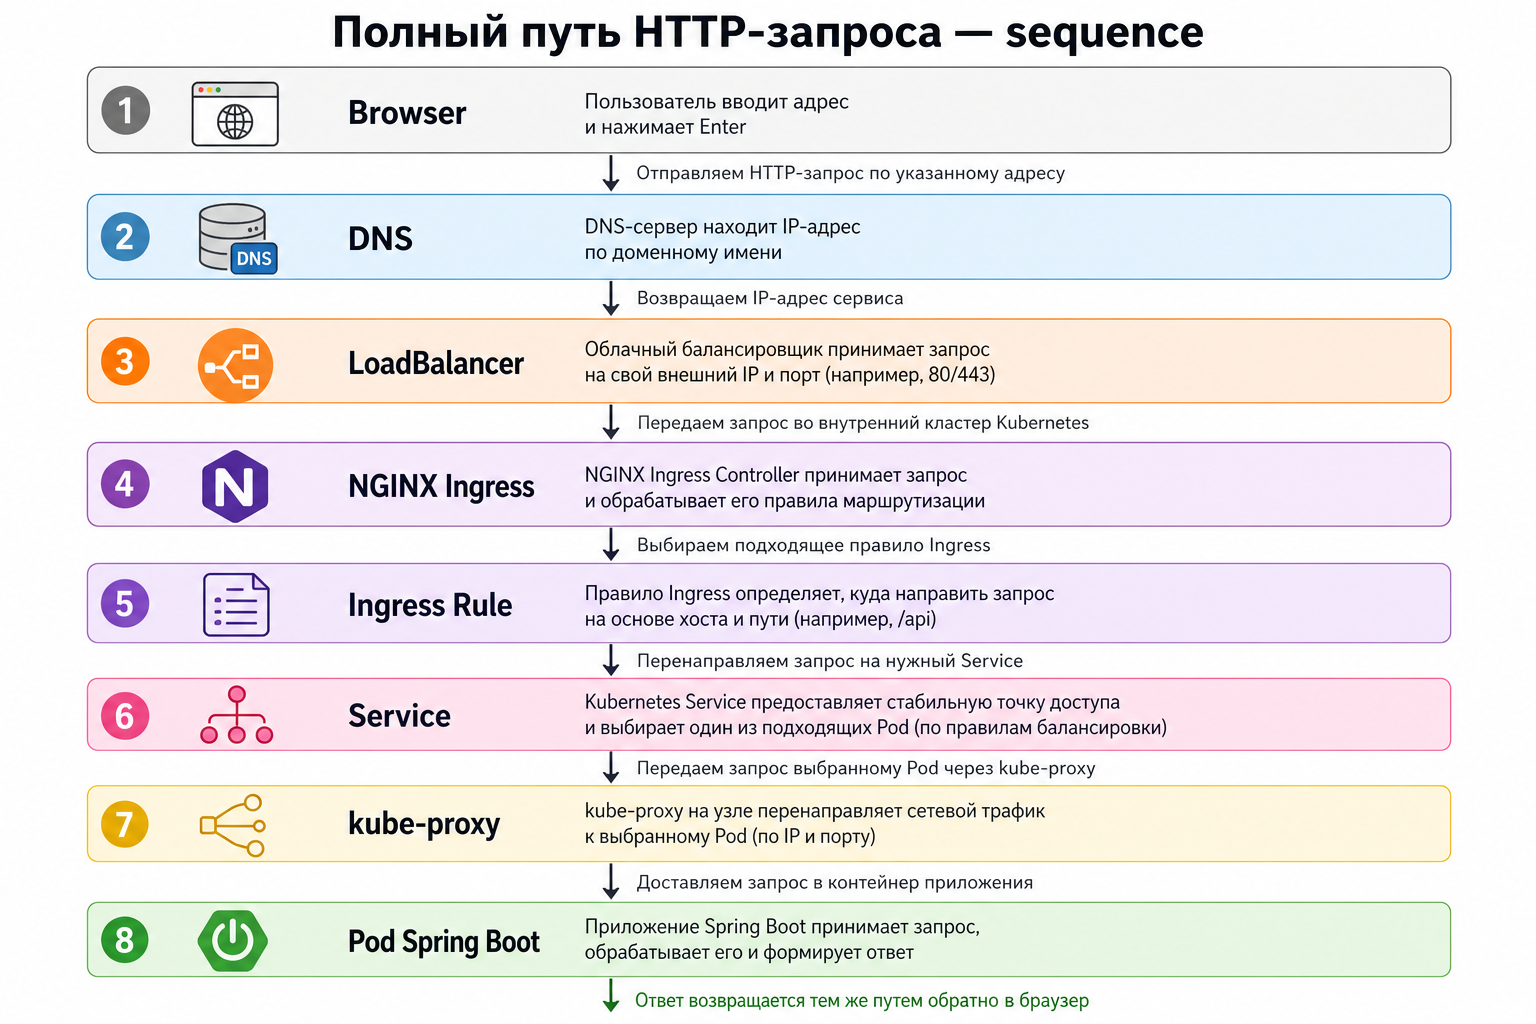 Полный путь HTTP-запроса — sequence
1
Browser
Пользователь вводит адрес
и нажимает Enter
Отправляем HTTP-запрос по указанному адресу
2
DNS
DNS
DNS-сервер находит IP-адрес
по доменному имени
Возвращаем IP-адрес сервиса
3
LoadBalancer
Облачный балансировщик принимает запрос
на свой внешний IP и порт (например, 80/443)
Передаем запрос во внутренний кластер Kubernetes
4
N
NGINX Ingress
NGINX Ingress Controller принимает запрос
и обрабатывает его правила маршрутизации
Выбираем подходящее правило Ingress
5
Ingress Rule
Правило Ingress определяет, куда направить запрос
на основе хоста и пути (например, /api)
Перенаправляем запрос на нужный Service
6
Service
Kubernetes Service предоставляет стабильную точку доступа
и выбирает один из подходящих Pod (по правилам балансировки)
Передаем запрос выбранному Pod через kube-proxy
7
kube-proxy
kube-proxy на узле перенаправляет сетевой трафик
к выбранному Pod (по IP и порту)
Доставляем запрос в контейнер приложения
8
Pod Spring Boot
Приложение Spring Boot принимает запрос,
обрабатывает его и формирует ответ
Ответ возвращается тем же путем обратно в браузер